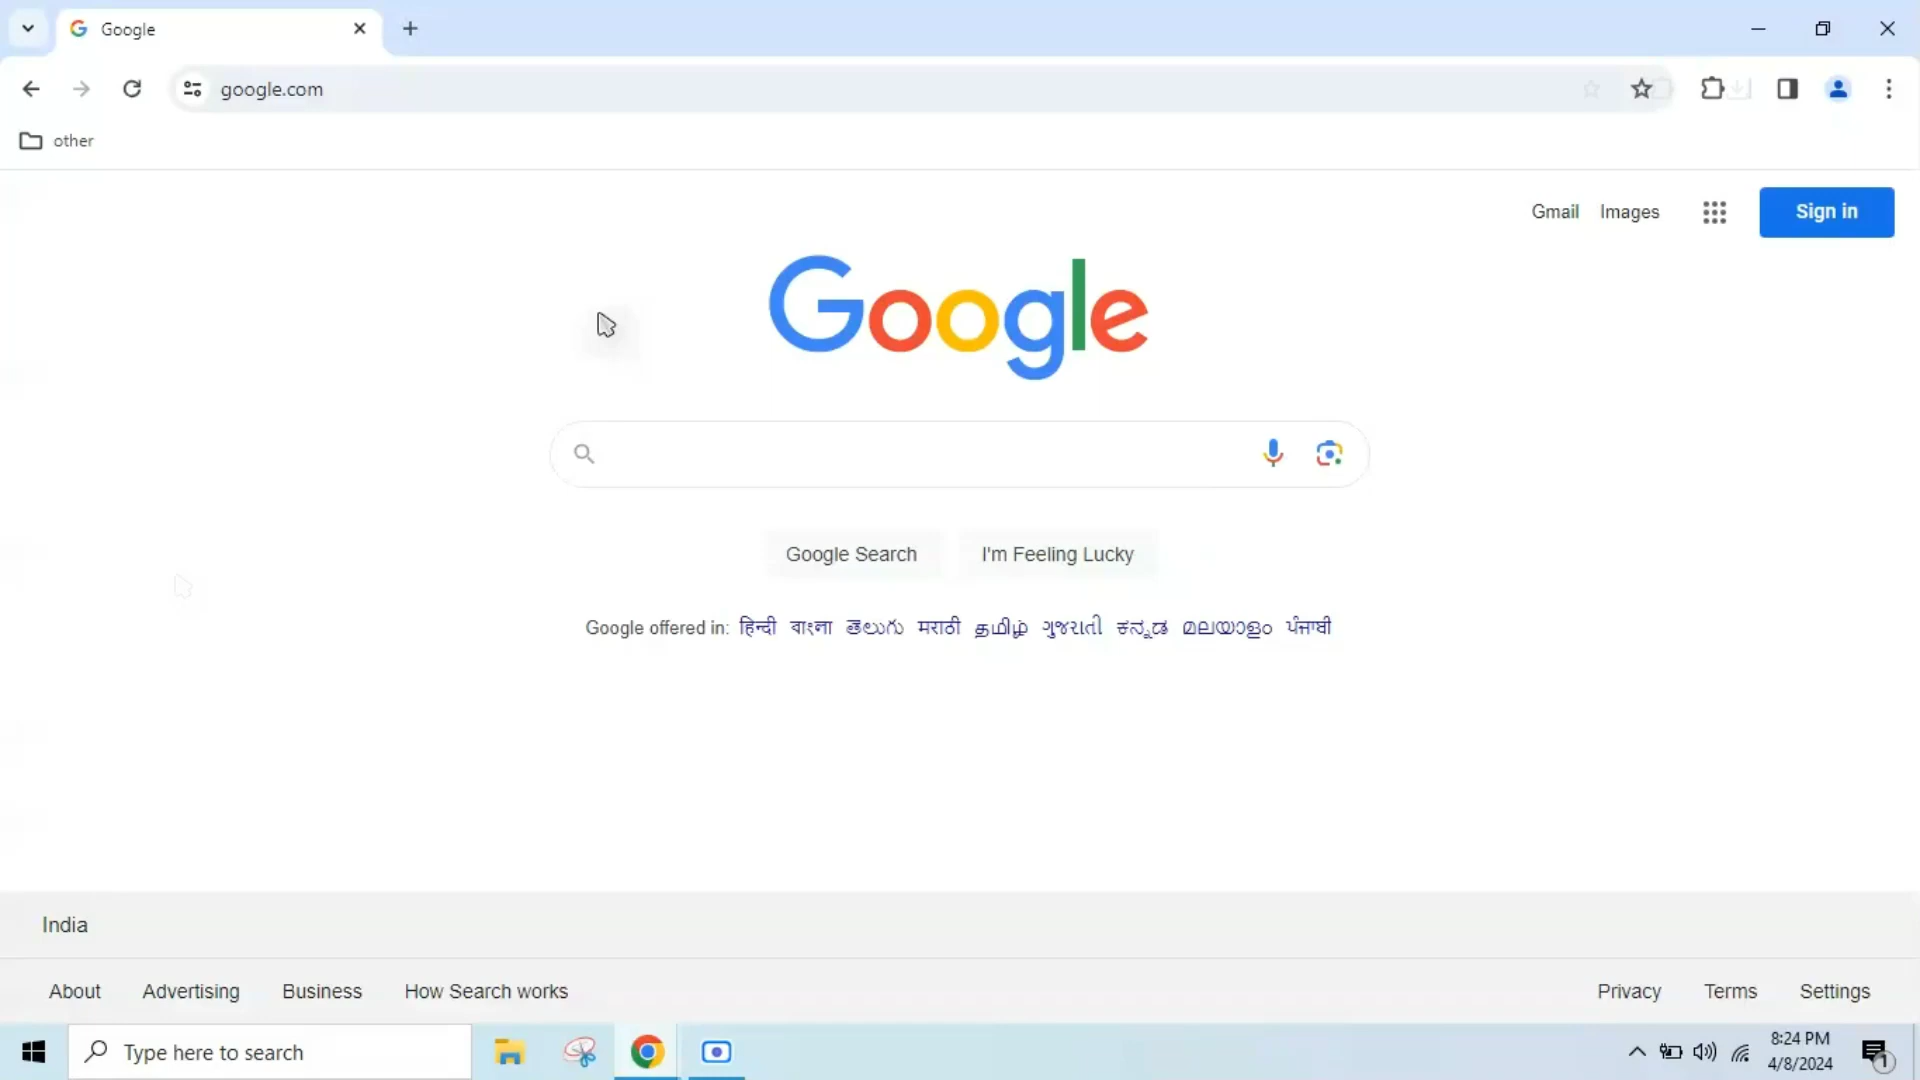 Google
google.com
other
Gmail Images Sign in
Google
Google Search I'm Feeling Lucky
Google offered in: हिन्दी বাংলা తెలుగు मराठी தமிழ் ગુજરાતી ಕನ್ನಡ മലയാളം ਪੰਜਾਬੀ
India
About Advertising Business How Search works Privacy Terms Settings
Type here to search
8:24 PM
4/8/2024
1